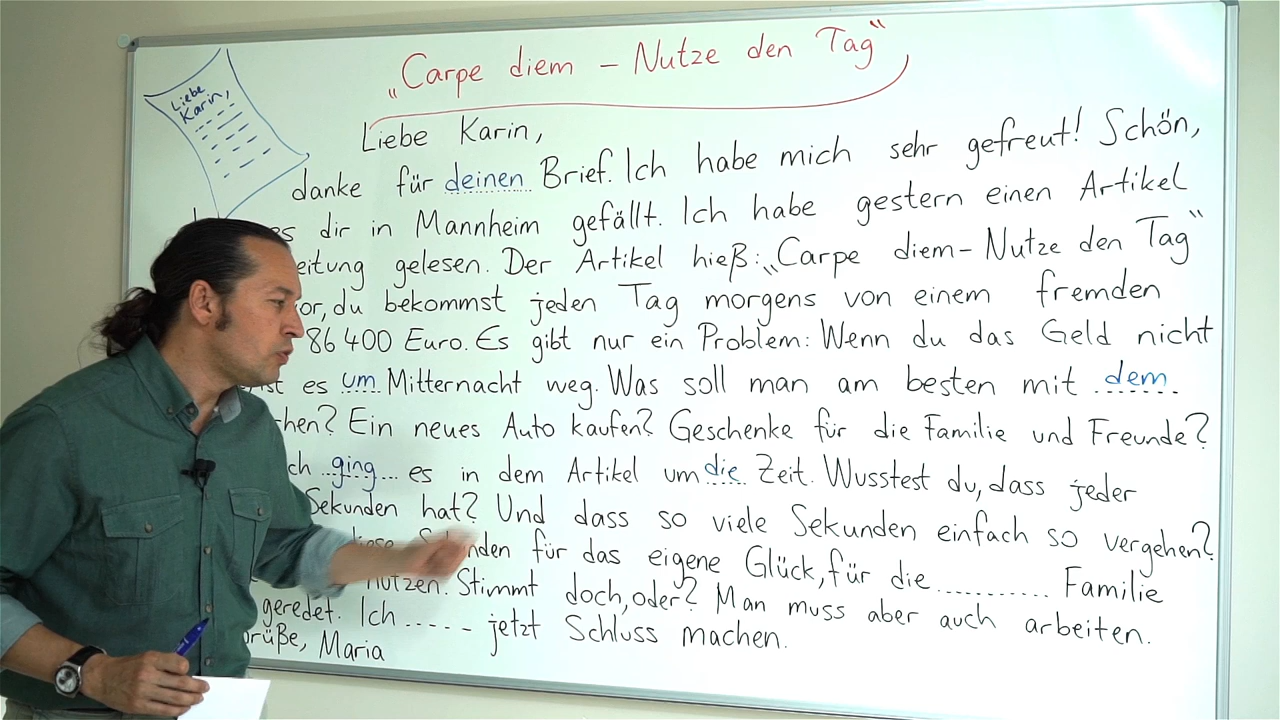 Liebe
Karin,
„Carpe diem – Nutze den Tag“
Liebe Karin,
danke für deinen Brief. Ich habe mich sehr gefreut! Schön,
es dir in Mannheim gefällt. Ich habe gestern einen Artikel
eitung gelesen. Der Artikel hieß: „Carpe diem – Nutze den Tag“
or, du bekommst jeden Tag morgens von einem fremden
86 400 Euro. Es gibt nur ein Problem: Wenn du das Geld nicht
st es um Mitternacht weg. Was soll man am besten mit dem
hen? Ein neues Auto kaufen? Geschenke für die Familie und Freunde?
ch ging es in dem Artikel um die Zeit. Wusstest du, dass jeder
Sekunden hat? Und dass so viele Sekunden einfach so vergehen?
nden für das eigene Glück, für die .......... Familie
nutzen. Stimmt doch, oder? Man muss aber auch arbeiten.
geredet. Ich ..... jetzt Schluss machen.
rüße, Maria